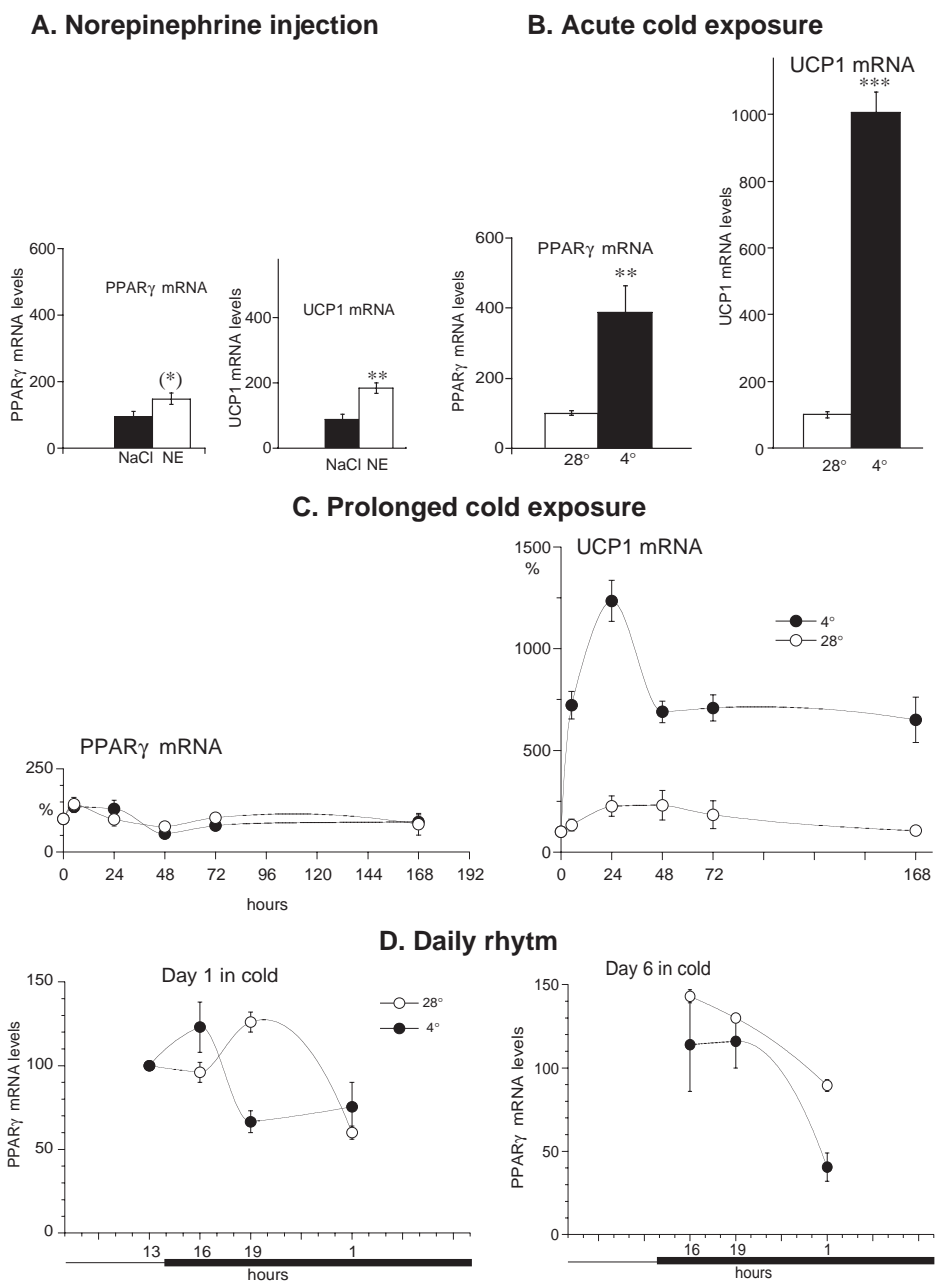 A. Norepinephrine injection
B. Acute cold exposure
UCP1 mRNA
***
1000
800
600
400
200
0
UCP1 mRNA levels
28° 4°
600
400
200
0
PPARγ mRNA levels
PPARγ mRNA
(*)
NaCl NE
UCP1 mRNA levels
400
200
0
UCP1 mRNA
**
NaCl NE
600
400
200
0
PPARγ mRNA levels
PPARγ mRNA
**
28° 4°
C. Prolonged cold exposure
PPARγ mRNA
250
%
0
0 24 48 72 96 120 144 168 192
hours
UCP1 mRNA
1500
%
1000
500
0
4°
28°
0 24 48 72 168
D. Daily rhytm
Day 1 in cold
150
100
50
0
PPARγ mRNA levels
28°
4°
13 16 19 1
hours
Day 6 in cold
150
100
50
0
PPARγ mRNA levels
16 19 1
hours